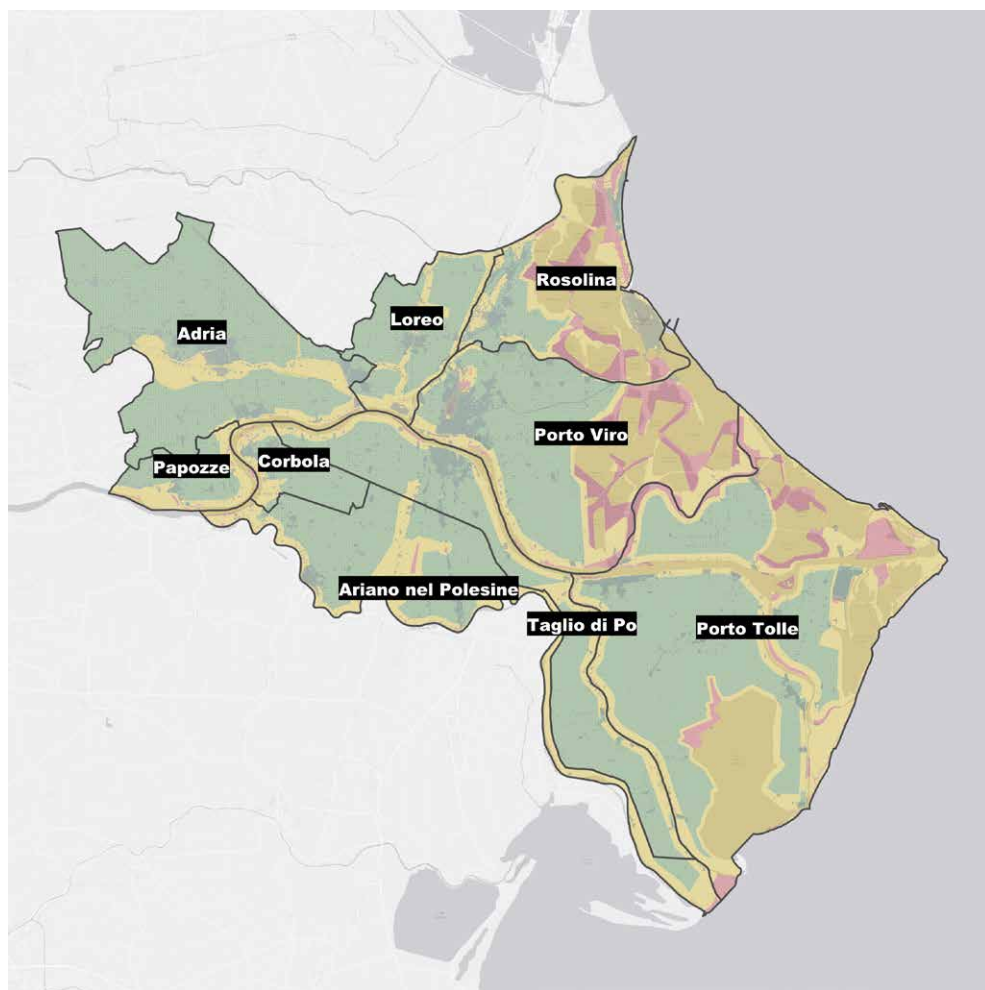 Rosolina
Loreo
Adria
Porto Viro
Corbola
Papozze
Ariano nel Polesine
Taglio di Po
Porto Tolle